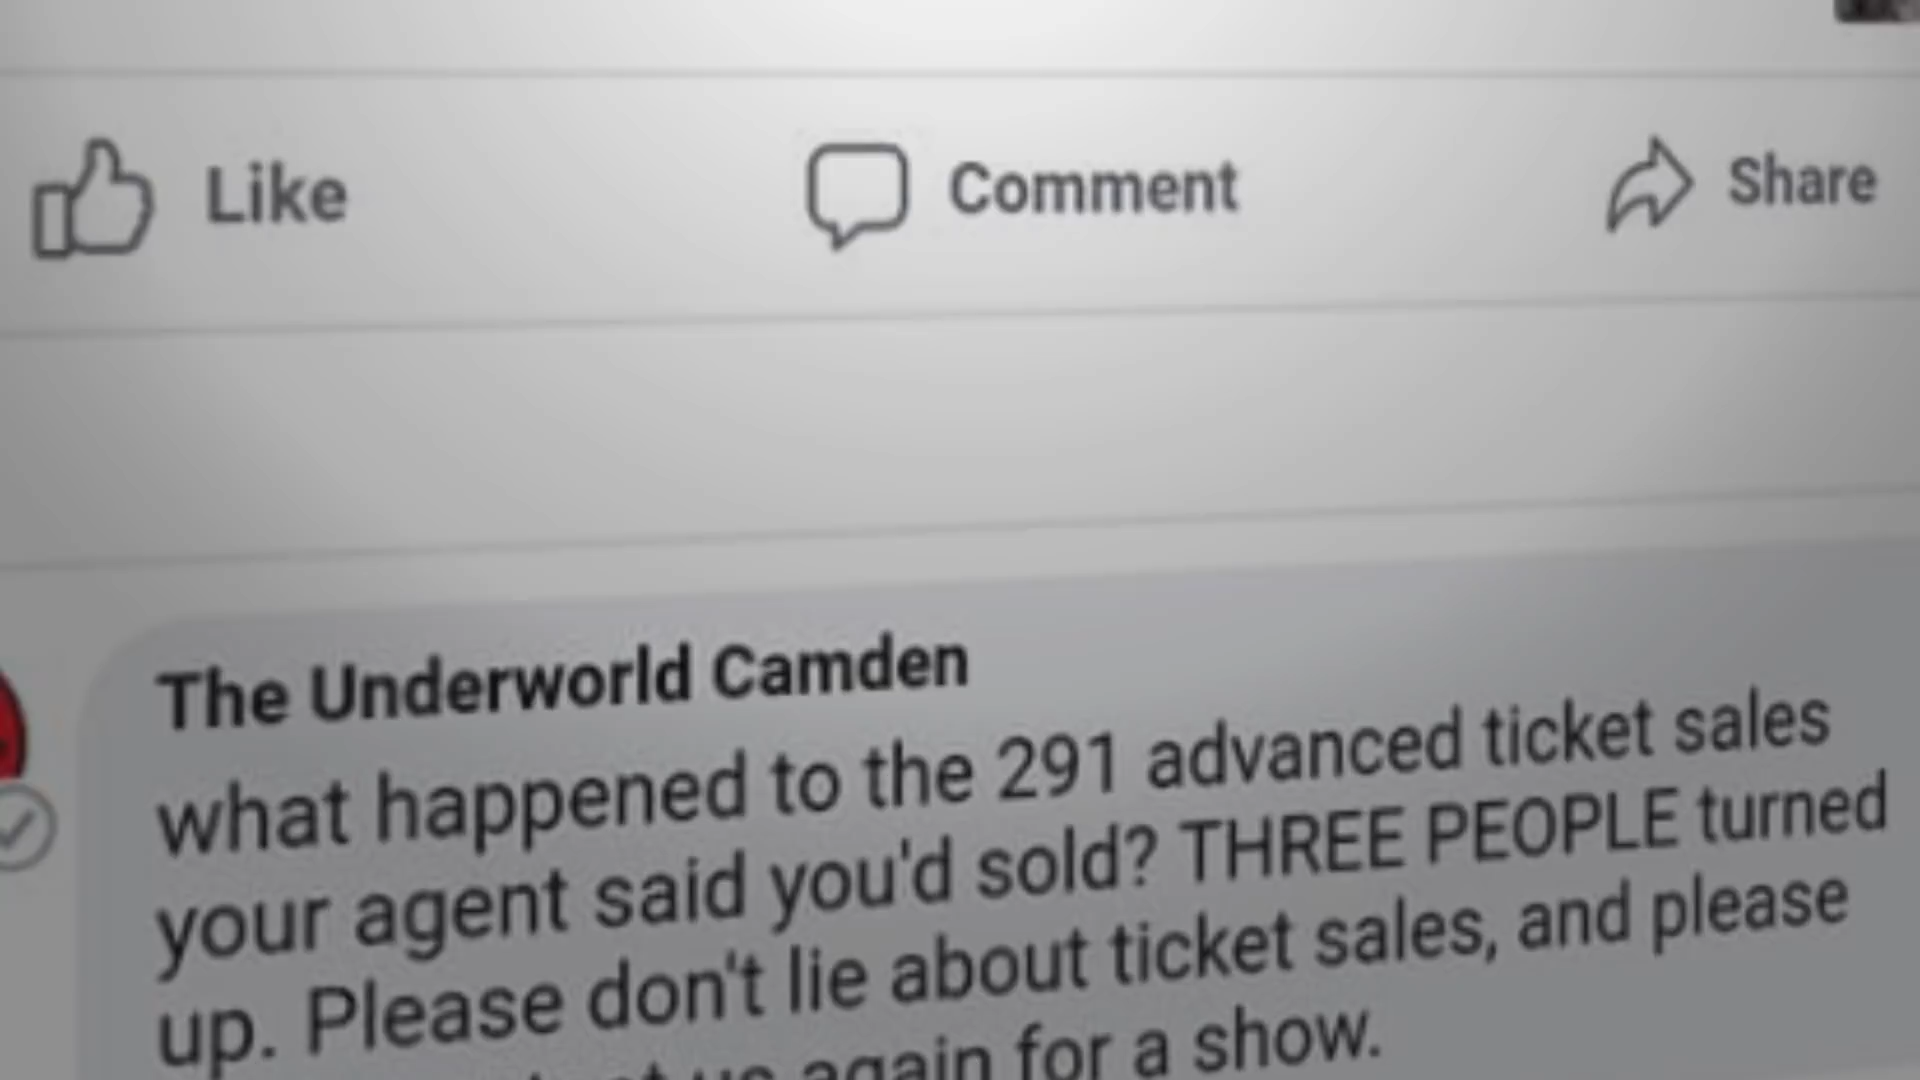 Like Comment Share
The Underworld Camden
what happened to the 291 advanced ticket sales
your agent said you'd sold? THREE PEOPLE turned
up. Please don't lie about ticket sales, and please
again for a show.